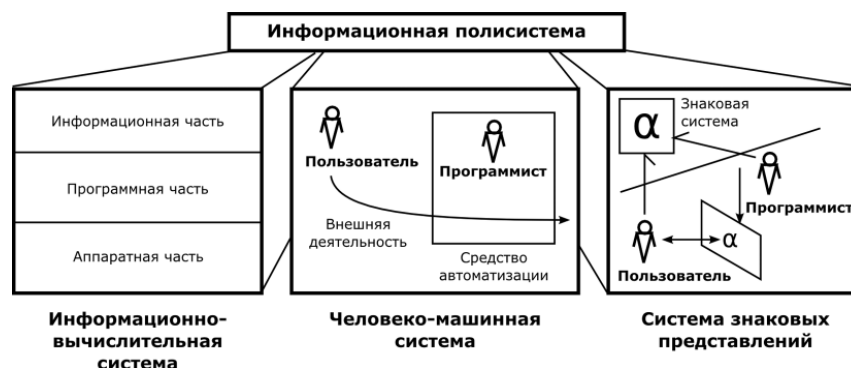 Информационная полисистема
Информационная часть
Программная часть
Аппаратная часть
Информационно-
вычислительная
система
Пользователь
Программист
Внешняя
деятельность
Средство
автоматизации
Человеко-машинная
система
α
Знаковая
система
Программист
α
Пользователь
Система знаковых
представлений